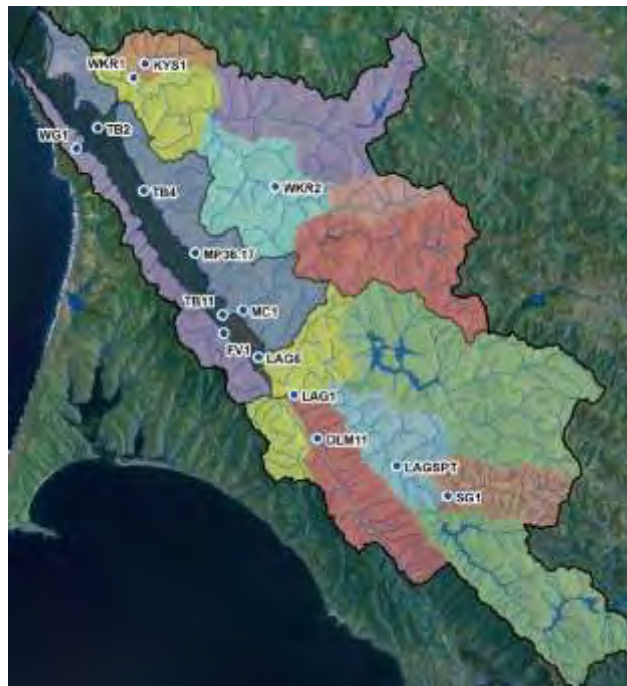 WKR1
KYS1
TB2
WG1
TB4
WKR2
MP36.17
TB11
MC1
FV1
LAG6
LAG1
OLM11
LAGSPT
SG1